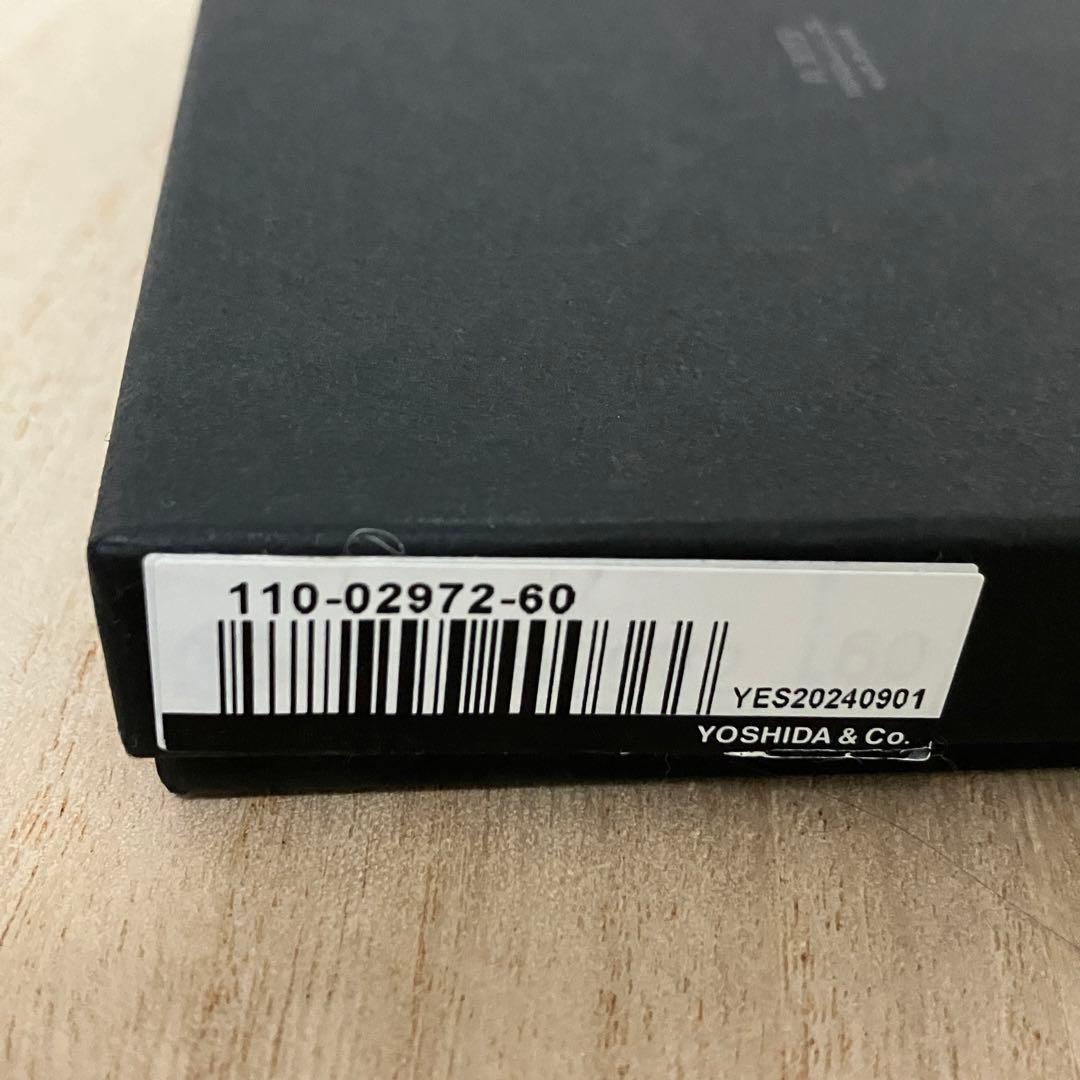 110-02972-60
YES20240901
YOSHIDA & Co.